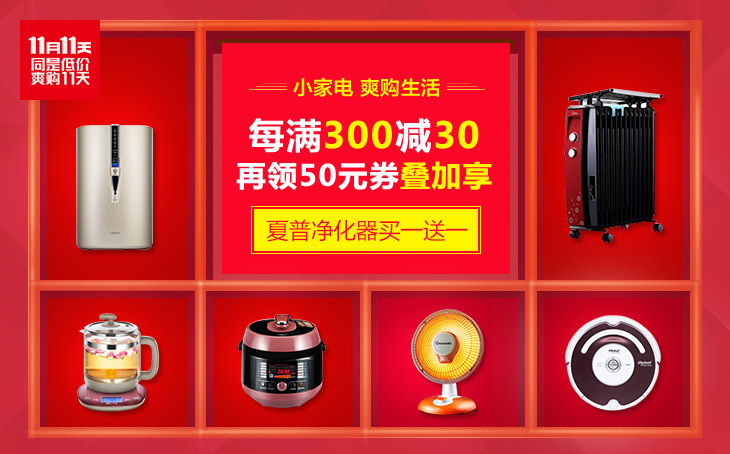 11月11天
同是低价
爽购11天
小家电 爽购生活
每满300减30
再领50元券叠加享
夏普净化器买一送一